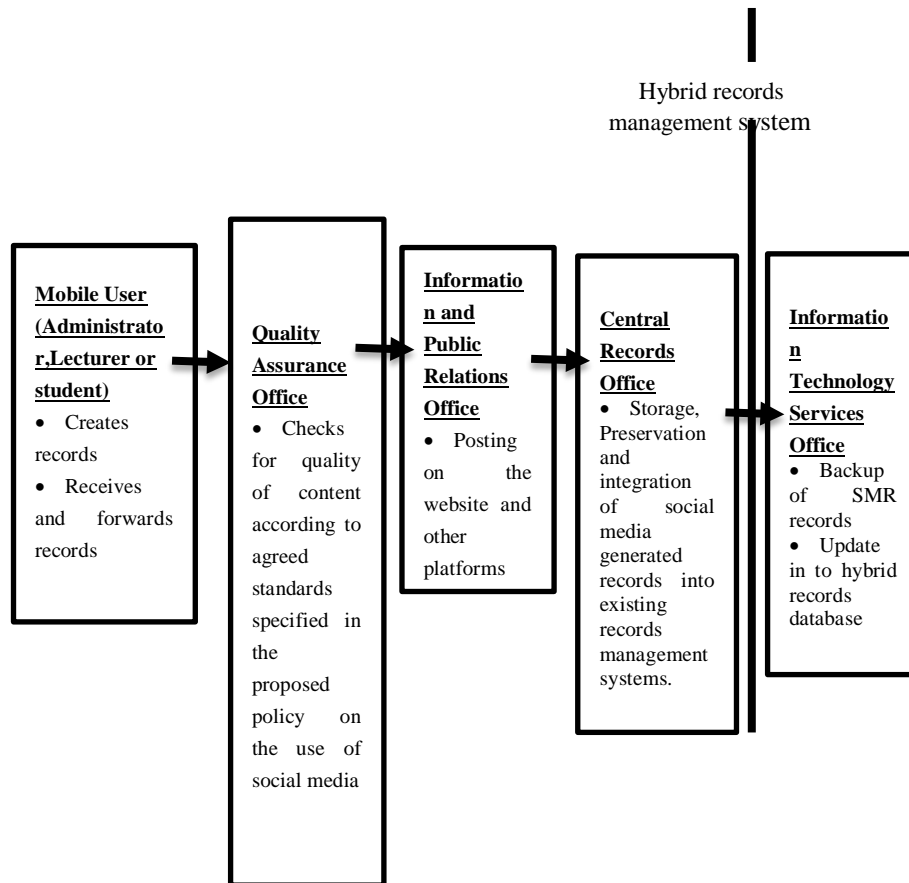 Hybrid records
management system
Mobile User
(Administrato
r,Lecturer or
student)
• Creates
records
• Receives
and forwards
records
Quality
Assurance
Office
• Checks
for quality
of content
according to
agreed
standards
specified in
the
proposed
policy on
the use of
social media
Informatio
n and
Public
Relations
Office
• Posting
on the
website and
other
platforms
Central
Records
Office
• Storage,
Preservation
and
integration
of social
media
generated
records into
existing
records
management
systems.
Informatio
n
Technology
Services
Office
• Backup
of SMR
records
• Update
in to hybrid
records
database